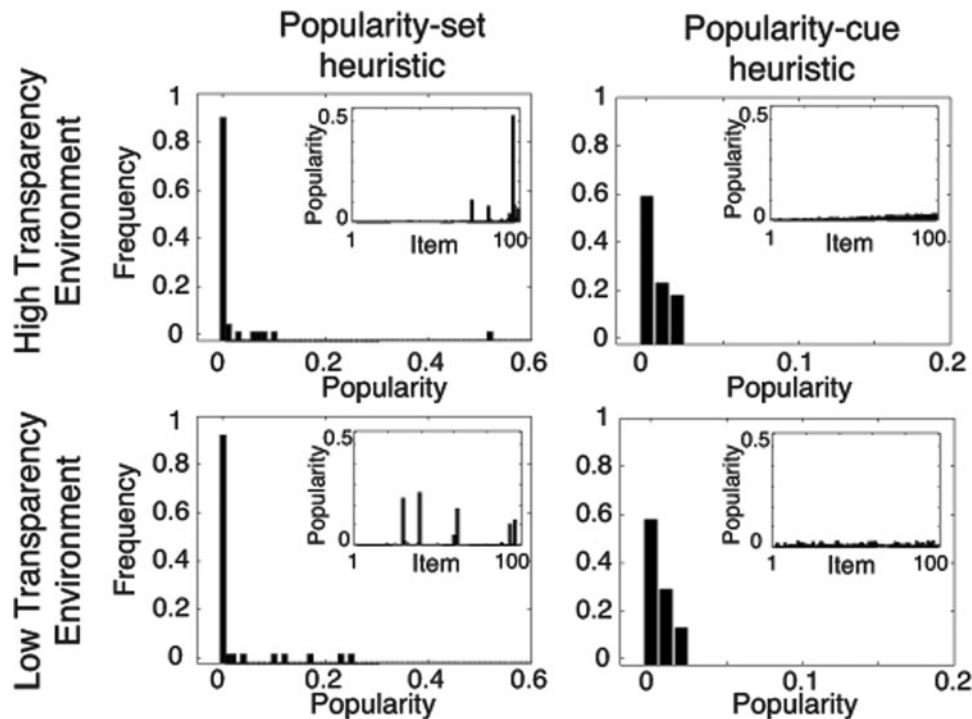 Popularity-set
heuristic
Popularity-cue
heuristic
High Transparency
Environment
Frequency
1
0.8
0.6
0.4
0.2
0
0.2
0.4
0.6
Popularity
0.5
Popularity
0
1
Item
100
1
0.8
0.6
0.4
0.2
0
0
0.1
0.2
Popularity
0.5
Popularity
0
1
Item
100
Low Transparency
Environment
Frequency
1
0.8
0.6
0.4
0.2
0
0
0.2
0.4
0.6
Popularity
0.5
Popularity
0
1
Item
100
1
0.8
0.6
0.4
0.2
0
0
0.1
0.2
Popularity
0.5
Popularity
0
1
Item
100